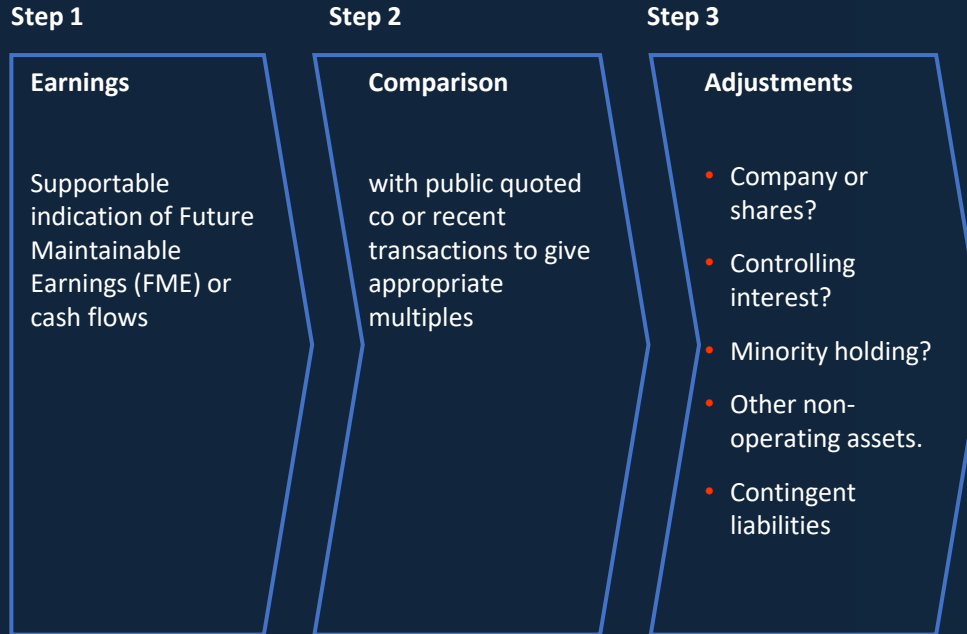 Step 1
Step 2
Step 3
Earnings
Supportable
indication of Future
Maintainable
Earnings (FME) or
cash flows
Comparison
with public quoted
co or recent
transactions to give
appropriate
multiples
Adjustments
• Company or
shares?
• Controlling
interest?
• Minority holding?
• Other non-
operating assets.
• Contingent
liabilities